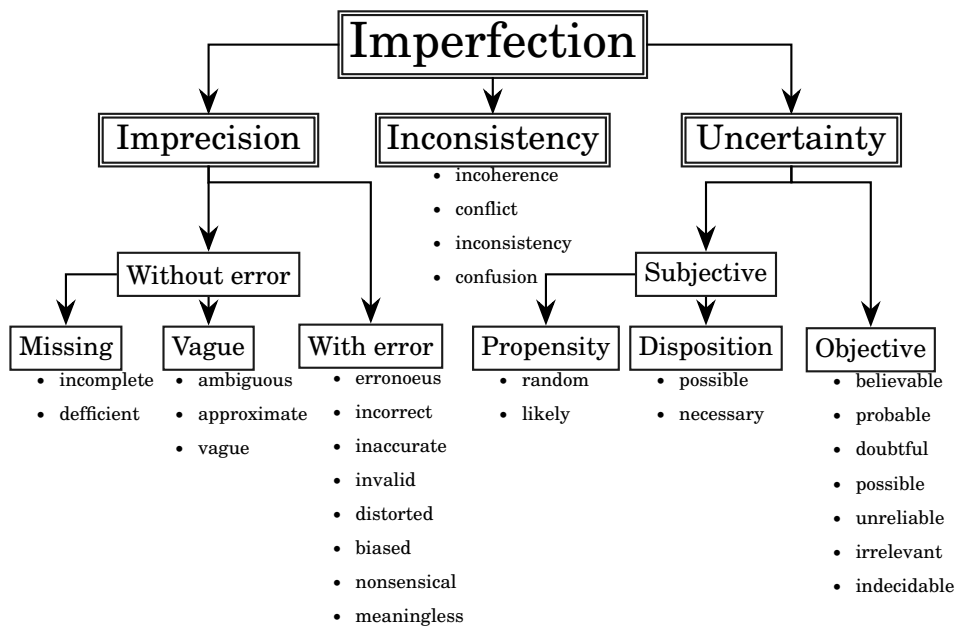 Imperfection
Imprecision
Inconsistency
Uncertainty
• incoherence
• conflict
• inconsistency
• confusion
Without error
Subjective
Missing
• incomplete
• defficient
Vague
• ambiguous
• approximate
• vague
With error
• erronoeus
• incorrect
• inaccurate
• invalid
• distorted
• biased
• nonsensical
• meaningless
Propensity
• random
• likely
Disposition
• possible
• necessary
Objective
• believable
• probable
• doubtful
• possible
• unreliable
• irrelevant
• indecidable